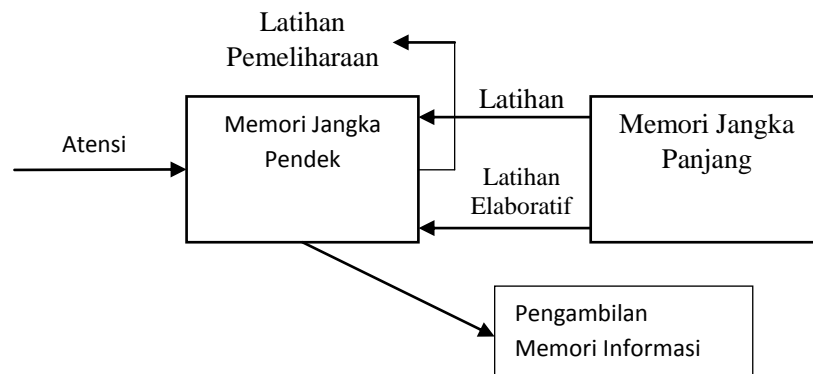 Latihan
Pemeliharaan
Atensi
Memori Jangka
Pendek
Latihan
Latihan
Elaboratif
Memori Jangka
Panjang
Pengambilan
Memori Informasi